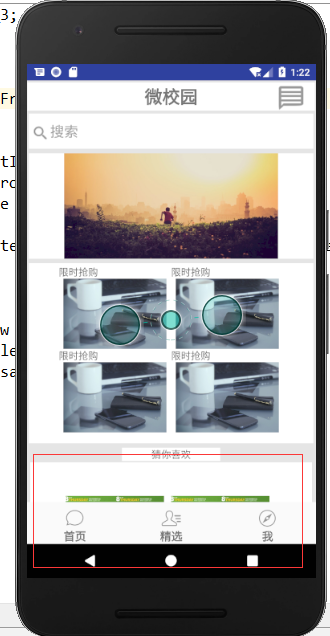 3;
1:22
微校园
Fr
搜索
tI
rc
e
te
限时抢购 限时抢购
w
le
限时抢购 限时抢购
sa
猜你喜欢
首页 精选 我